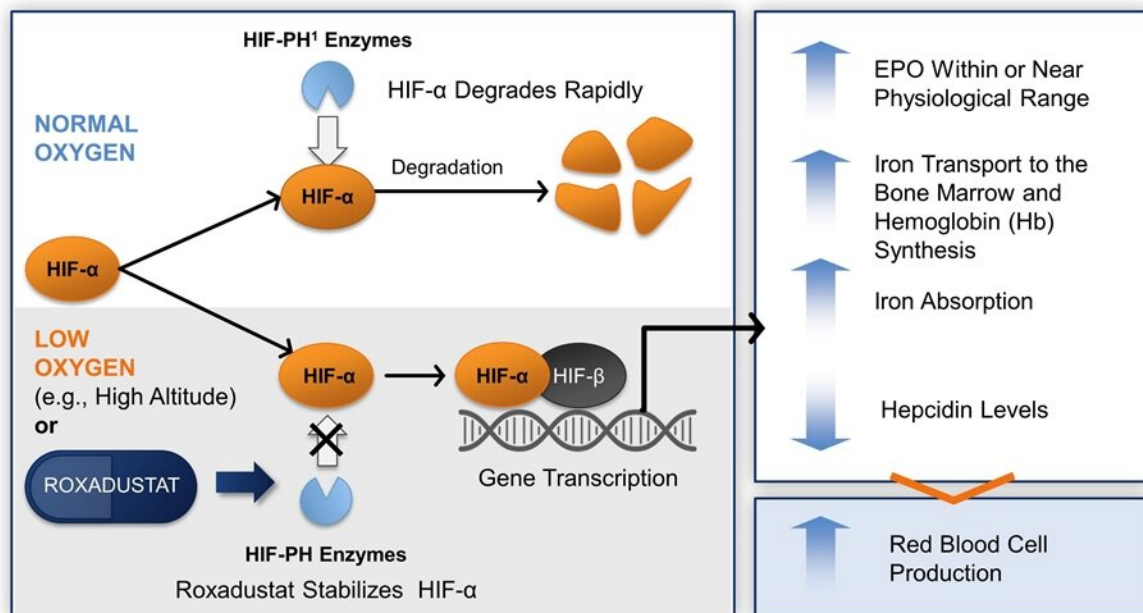 HIF-PH¹ Enzymes
HIF-α Degrades Rapidly
NORMAL
OXYGEN
Degradation
HIF-α
HIF-α
LOW
OXYGEN
(e.g., High Altitude)
or
ROXADUSTAT
HIF-α
HIF-α
HIF-β
Gene Transcription
HIF-PH Enzymes
Roxadustat Stabilizes HIF-α
EPO Within or Near
Physiological Range
Iron Transport to the
Bone Marrow and
Hemoglobin (Hb)
Synthesis
Iron Absorption
Hepcidin Levels
Red Blood Cell
Production